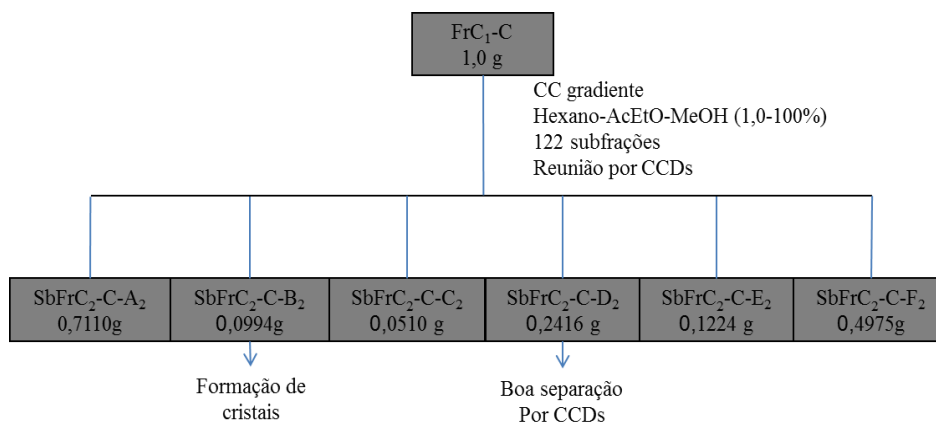 FrC₁-C
1,0 g
CC gradiente
Hexano-AcEtO-MeOH (1,0-100%)
122 subfrações
Reunião por CCDs
SbFrC₂-C-A₂
0,7110g
SbFrC₂-C-B₂
0,0994g
SbFrC₂-C-C₂
0,0510 g
SbFrC₂-C-D₂
0,2416 g
SbFrC₂-C-E₂
0,1224 g
SbFrC₂-C-F₂
0,4975g
Formação de
cristais
Boa separação
Por CCDs